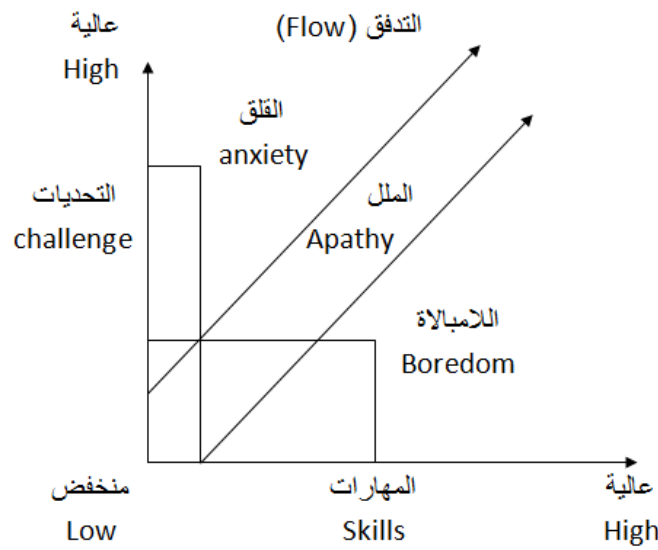 عالية
High
التدفق (Flow)
القلق
anxiety
التحديات
challenge
الملل
Apathy
اللامبالاة
Boredom
منخفض
Low
المهارات
Skills
عالية
High